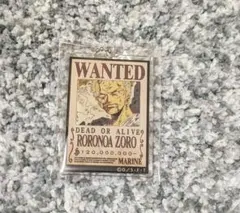 WANTED
DEAD OR ALIVE
RORONOA ZORO
120,000,000-
MARINE